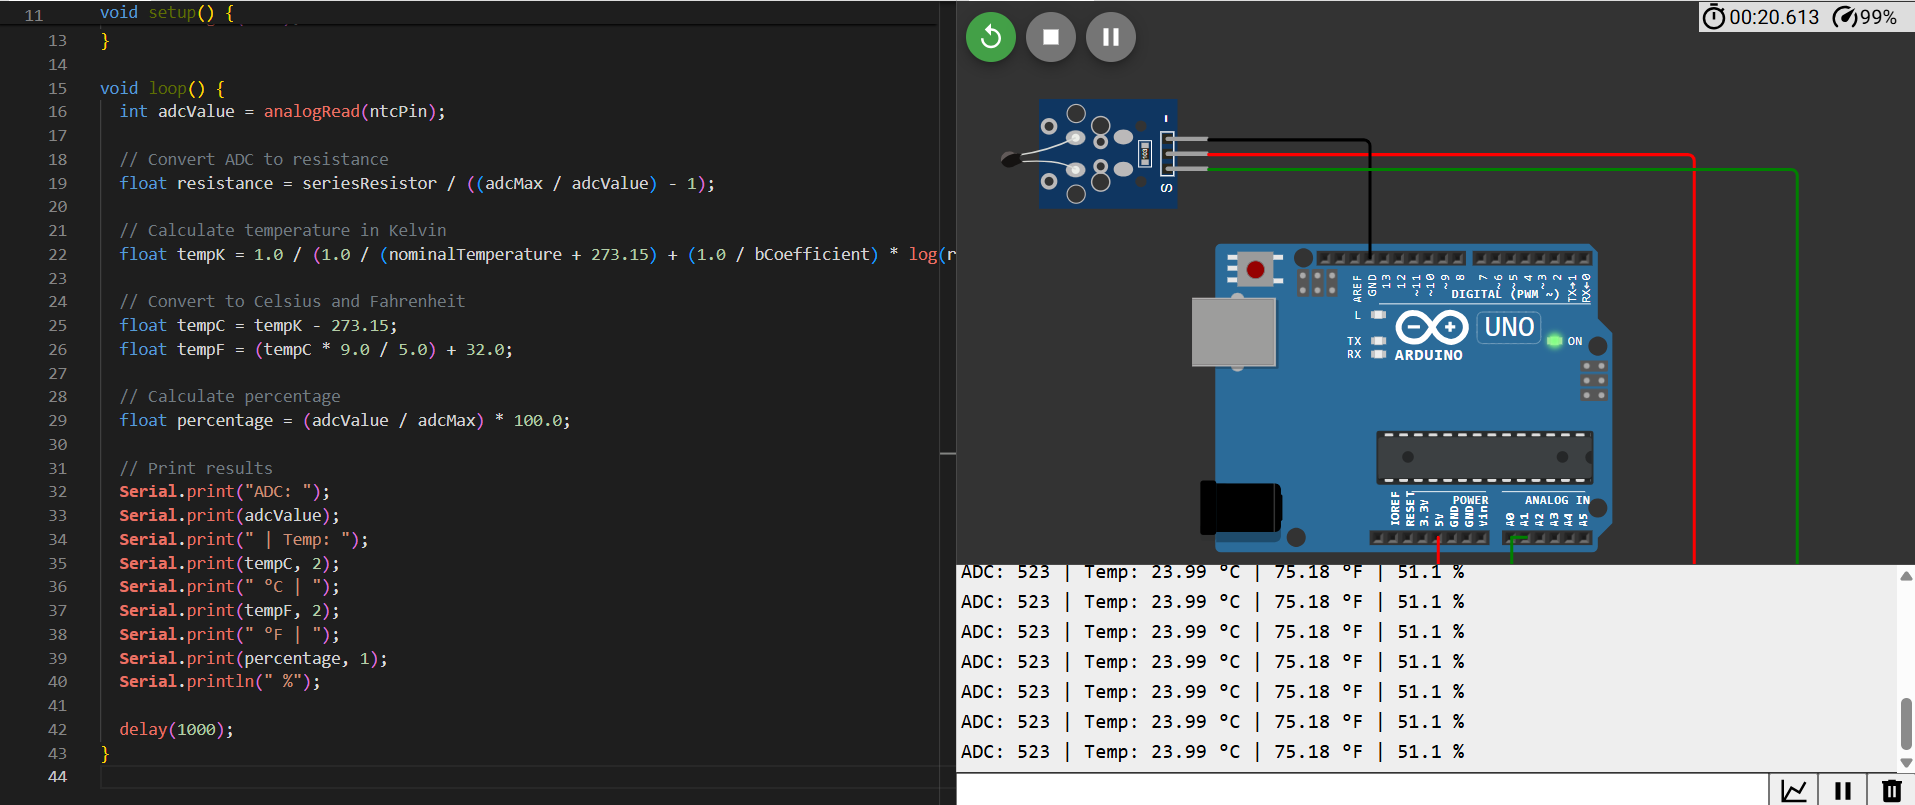 11 void setup() {
13 }
14
15 void loop() {
16 int adcValue = analogRead(ntcPin);
17
18 // Convert ADC to resistance
19 float resistance = seriesResistor / ((adcMax / adcValue) - 1);
20
21 // Calculate temperature in Kelvin
22 float tempK = 1.0 / (1.0 / (nominalTemperature + 273.15) + (1.0 / bCoefficient) * log(r
23
24 // Convert to Celsius and Fahrenheit
25 float tempC = tempK - 273.15;
26 float tempF = (tempC * 9.0 / 5.0) + 32.0;
27
28 // Calculate percentage
29 float percentage = (adcValue / adcMax) * 100.0;
30
31 // Print results
32 Serial.print("ADC: ");
33 Serial.print(adcValue);
34 Serial.print(" | Temp: ");
35 Serial.print(tempC, 2);
36 Serial.print(" °C | ");
37 Serial.print(tempF, 2);
38 Serial.print(" °F | ");
39 Serial.print(percentage, 1);
40 Serial.println(" %");
41
42 delay(1000);
43 }
44
00:20.613 99%
-
S
AREF GND 13 12 ~11 ~10 ~9 8 7 ~6 ~5 4 ~3 2 TX→1 RX←0
DIGITAL (PWM ~)
L
UNO
TX
ON
RX
ARDUINO
POWER ANALOG IN
IOREF RESET 3.3V 5V GND GND Vin A0 A1 A2 A3 A4 A5
ADC: 523 | Temp: 23.99 °C | 75.18 °F | 51.1 %
ADC: 523 | Temp: 23.99 °C | 75.18 °F | 51.1 %
ADC: 523 | Temp: 23.99 °C | 75.18 °F | 51.1 %
ADC: 523 | Temp: 23.99 °C | 75.18 °F | 51.1 %
ADC: 523 | Temp: 23.99 °C | 75.18 °F | 51.1 %
ADC: 523 | Temp: 23.99 °C | 75.18 °F | 51.1 %
ADC: 523 | Temp: 23.99 °C | 75.18 °F | 51.1 %